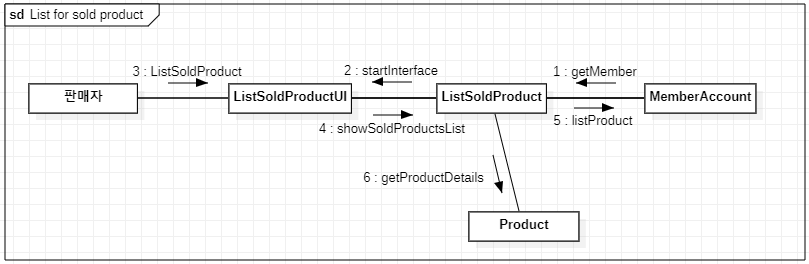 sd List for sold product
3 : ListSoldProduct
2 : startInterface
1 : getMember
판매자
ListSoldProductUI
ListSoldProduct
MemberAccount
4 : showSoldProductsList
5 : listProduct
6 : getProductDetails
Product